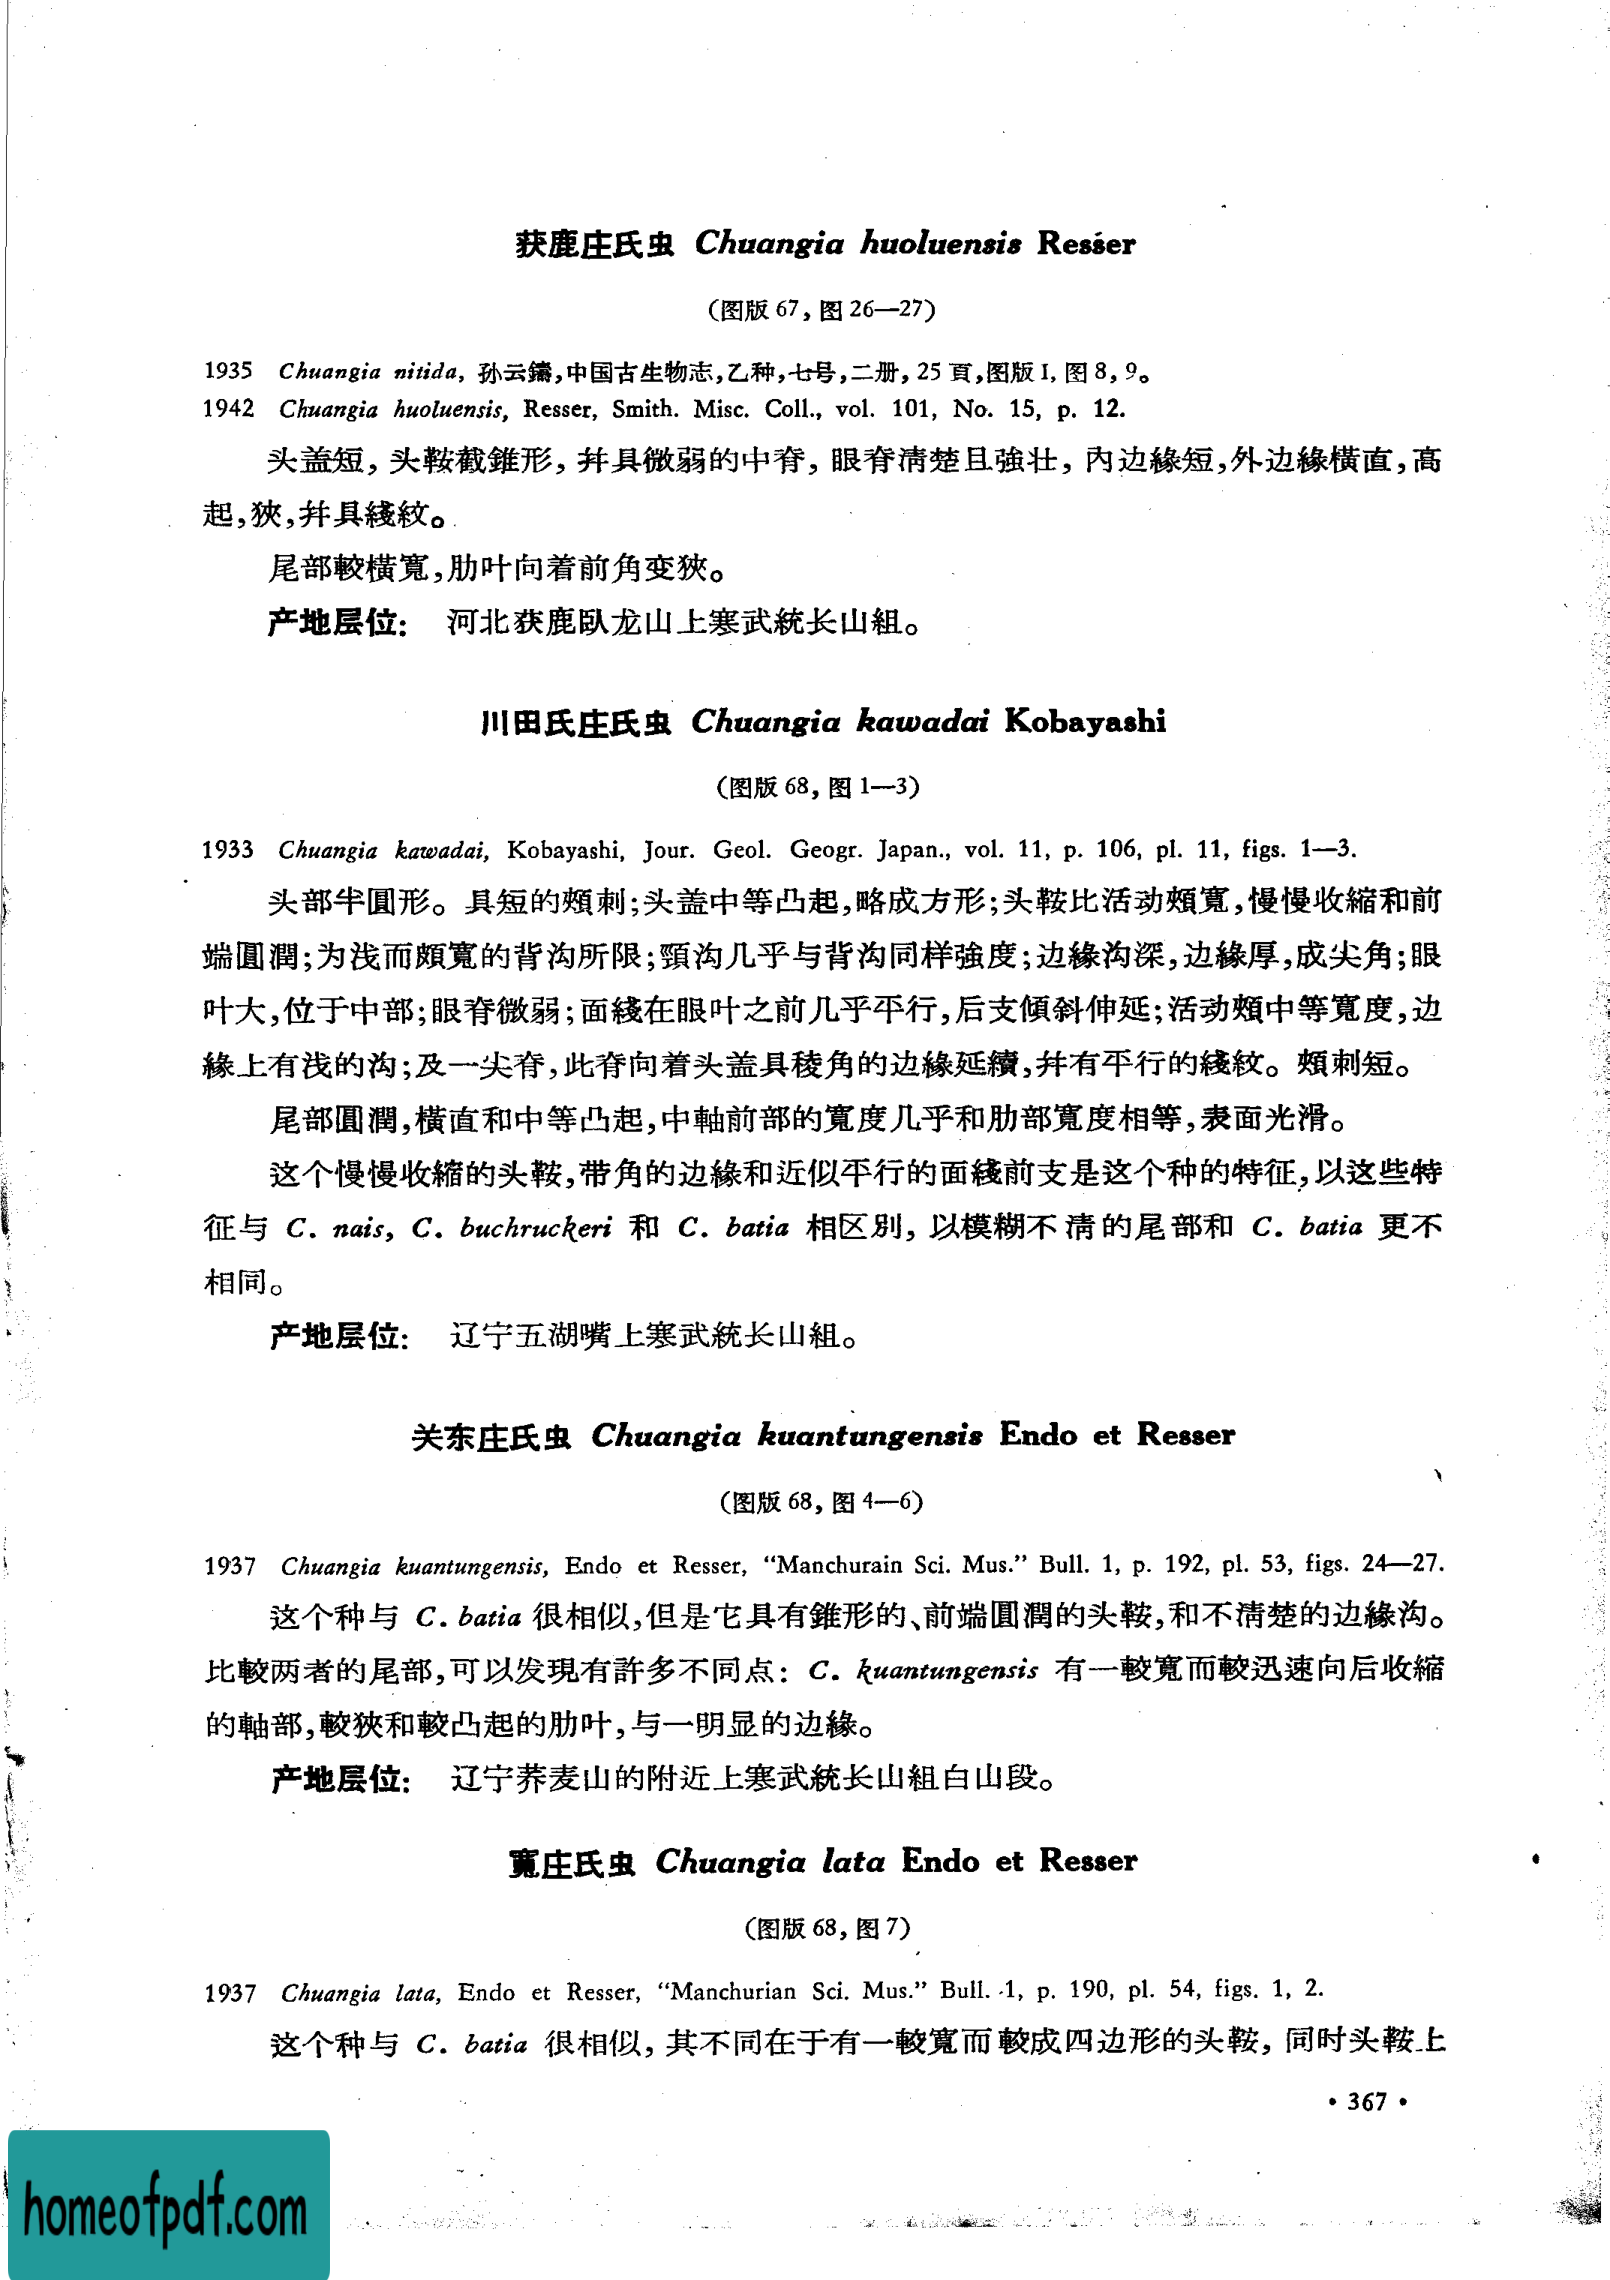 获鹿庄氏虫 Chuangia huoluensis Resser
(图版 67, 图 26—27)
1935 Chuangia nitida, 孙云鑄,中国古生物志,乙种,七号,二册, 25 頁,图版 I, 图 8, 9。
1942 Chuangia huoluensis, Resser, Smith. Misc. Coll., vol. 101, No. 15, p. 12.
头盖短, 头鞍截錐形, 幷具微弱的中脊, 眼脊清楚且強壮, 內边緣短,外边緣横直,高
起,狹,幷具綫紋。
尾部較横寬,肋叶向着前角变狹。
产地层位: 河北获鹿臥龙山上寒武統长山組。
川田氏庄氏虫 Chuangia kawadai Kobayashi
(图版 68, 图 1—3)
1933 Chuangia kawadai, Kobayashi, Jour. Geol. Geogr. Japan., vol. 11, p. 106, pl. 11, figs. 1—3.
头部半圓形。具短的頰刺;头盖中等凸起,略成方形;头鞍比活动頰寬,慢慢收縮和前
端圓潤;为浅而頗寬的背沟所限;頸沟几乎与背沟同样強度;边緣沟深,边緣厚,成尖角;眼
叶大,位于中部;眼脊微弱;面綫在眼叶之前几乎平行,后支傾斜伸延;活动頰中等寬度,边
緣上有浅的沟;及一尖脊,此脊向着头盖具稜角的边緣延續,幷有平行的綫紋。頰刺短。
尾部圓潤,横直和中等凸起,中軸前部的寬度几乎和肋部寬度相等,表面光滑。
这个慢慢收縮的头鞍,带角的边緣和近似平行的面綫前支是这个种的特征,以这些特
征与 C. nais, C. buchruckeri 和 C. batia 相区別, 以模糊不清的尾部和 C. batia 更不
相同。
产地层位: 辽宁五湖嘴上寒武統长山組。
关东庄氏虫 Chuangia kuantungensis Endo et Resser
(图版 68, 图 4—6)
1937 Chuangia kuantungensis, Endo et Resser, “Manchurain Sci. Mus.” Bull. 1, p. 192, pl. 53, figs. 24—27.
这个种与 C. batia 很相似,但是它具有錐形的、前端圓潤的头鞍,和不清楚的边緣沟。
比較两者的尾部,可以发現有許多不同点: C. kuantungensis 有一較寬而較迅速向后收縮
的軸部,較狹和較凸起的肋叶,与一明显的边緣。
产地层位: 辽宁荞麦山的附近上寒武統长山組白山段。
寬庄氏虫 Chuangia lata Endo et Resser
(图版 68, 图 7)
1937 Chuangia lata, Endo et Resser, “Manchurian Sci. Mus.” Bull. 1, p. 190, pl. 54, figs. 1, 2.
这个种与 C. batia 很相似, 其不同在于有一較寬而較成四边形的头鞍, 同时头鞍上
• 367 •
homeofpdf.com